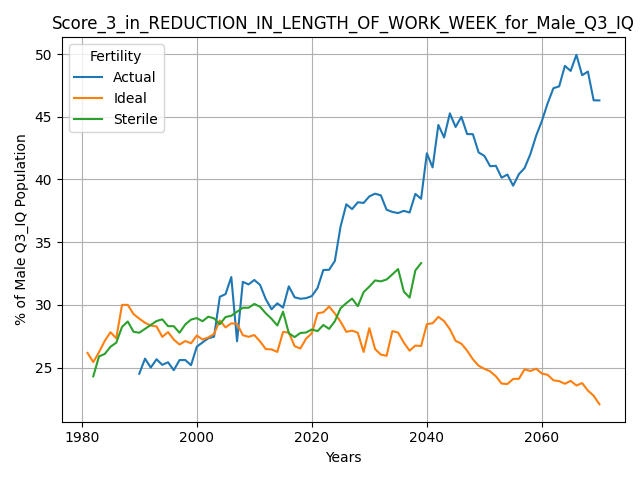 Score_3_in_REDUCTION_IN_LENGTH_OF_WORK_WEEK_for_Male_Q3_IQ
Fertility
Actual
Ideal
Sterile
% of Male Q3_IQ Population
50
45
40
35
30
25
1980 2000 2020 2040 2060
Years